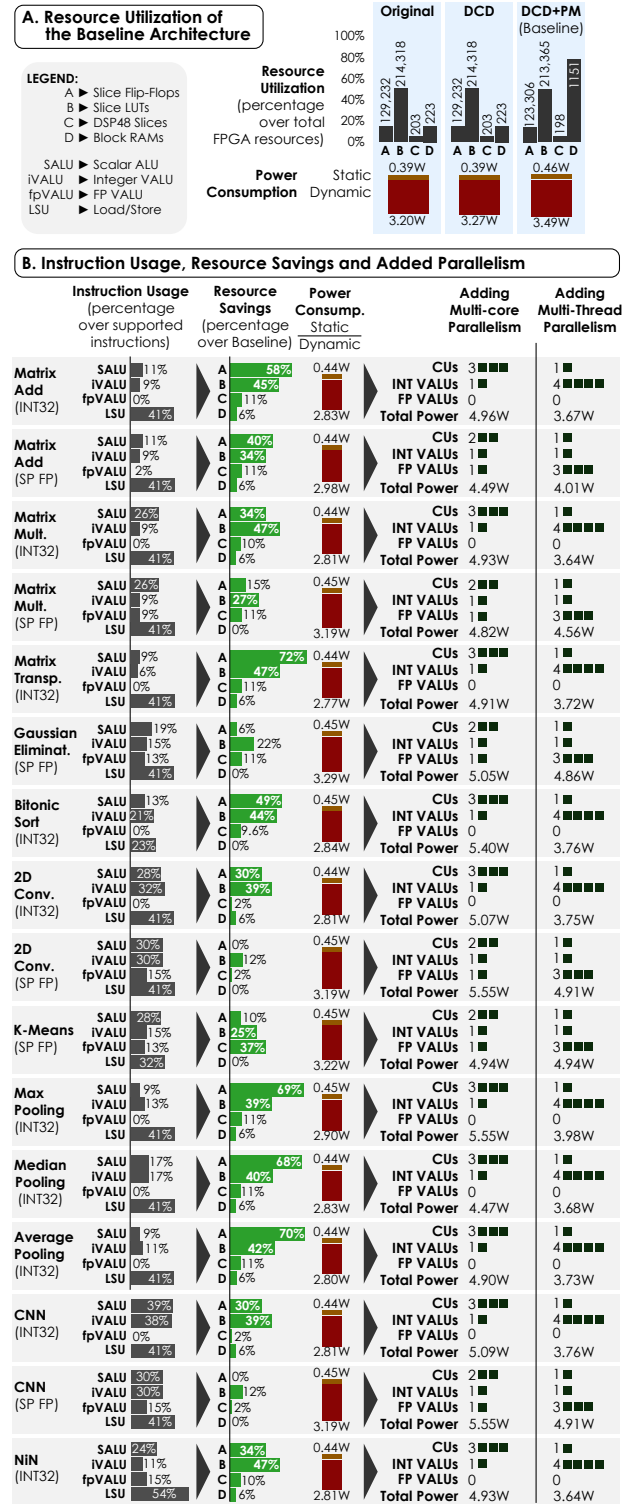 A. Resource Utilization of
the Baseline Architecture
LEGEND:
A ► Slice Flip-Flops
B ► Slice LUTs
C ► DSP48 Slices
D ► Block RAMs
SALU ► Scalar ALU
iVALU ► Integer VALU
fpVALU ► FP VALU
LSU ► Load/Store
Original DCD DCD+PM
(Baseline)
Resource
Utilization
(percentage
over total
FPGA resources)
100%
80%
60%
40%
20%
0%
129,232 214,318 203 223
129,232 214,318 203 223
123,306 213,365 198 1151
A B C D A B C D A B C D
Power
Consumption
Static
Dynamic
0.39W 0.39W 0.46W
3.20W 3.27W 3.49W
B. Instruction Usage, Resource Savings and Added Parallelism
Instruction Usage
(percentage
over supported
instructions)
Resource
Savings
(percentage
over Baseline)
Power
Consump.
Static
Dynamic
Adding
Multi-core
Parallelism
Adding
Multi-Thread
Parallelism
Matrix
Add
(INT32)
SALU 11% A 58% 0.44W CUs 3 1
iVALU 9% B 45% INT VALUs 1 4
fpVALU 0% C 11% FP VALUs 0 0
LSU 41% D 6% 2.83W Total Power 4.96W 3.67W
Matrix
Add
(SP FP)
SALU 11% A 40% 0.44W CUs 2 1
iVALU 9% B 34% INT VALUs 1 1
fpVALU 2% C 11% FP VALUs 1 3
LSU 41% D 6% 2.98W Total Power 4.49W 4.01W
Matrix
Mult.
(INT32)
SALU 26% A 34% 0.44W CUs 3 1
iVALU 9% B 47% INT VALUs 1 4
fpVALU 0% C 10% FP VALUs 0 0
LSU 41% D 6% 2.81W Total Power 4.93W 3.64W
Matrix
Mult.
(SP FP)
SALU 26% A 15% 0.45W CUs 2 1
iVALU 9% B 27% INT VALUs 1 1
fpVALU 9% C 11% FP VALUs 1 3
LSU 41% D 0% 3.19W Total Power 4.82W 4.56W
Matrix
Transp.
(INT32)
SALU 9% A 72% 0.44W CUs 3 1
iVALU 6% B 47% INT VALUs 1 4
fpVALU 0% C 11% FP VALUs 0 0
LSU 41% D 6% 2.77W Total Power 4.91W 3.72W
Gaussian
Eliminat.
(SP FP)
SALU 19% A 6% 0.45W CUs 2 1
iVALU 15% B 22% INT VALUs 1 1
fpVALU 13% C 11% FP VALUs 1 3
LSU 41% D 0% 3.29W Total Power 5.05W 4.86W
Bitonic
Sort
(INT32)
SALU 13% A 49% 0.45W CUs 3 1
iVALU 21% B 44% INT VALUs 1 4
fpVALU 0% C 9.6% FP VALUs 0 0
LSU 23% D 0% 2.84W Total Power 5.40W 3.76W
2D
Conv.
(INT32)
SALU 28% A 30% 0.44W CUs 3 1
iVALU 32% B 39% INT VALUs 1 4
fpVALU 0% C 2% FP VALUs 0 0
LSU 41% D 6% 2.81W Total Power 5.07W 3.75W
2D
Conv.
(SP FP)
SALU 30% A 0% 0.45W CUs 2 1
iVALU 30% B 12% INT VALUs 1 1
fpVALU 15% C 2% FP VALUs 1 3
LSU 41% D 0% 3.19W Total Power 5.55W 4.91W
K-Means
(SP FP)
SALU 28% A 10% 0.45W CUs 2 1
iVALU 15% B 25% INT VALUs 1 1
fpVALU 13% C 37% FP VALUs 1 3
LSU 32% D 0% 3.22W Total Power 4.94W 4.94W
Max
Pooling
(INT32)
SALU 9% A 69% 0.45W CUs 3 1
iVALU 13% B 39% INT VALUs 1 4
fpVALU 0% C 11% FP VALUs 0 0
LSU 41% D 6% 2.90W Total Power 5.55W 3.98W
Median
Pooling
(INT32)
SALU 17% A 68% 0.44W CUs 3 1
iVALU 17% B 40% INT VALUs 1 4
fpVALU 0% C 11% FP VALUs 0 0
LSU 41% D 6% 2.83W Total Power 4.47W 3.68W
Average
Pooling
(INT32)
SALU 9% A 70% 0.44W CUs 3 1
iVALU 11% B 42% INT VALUs 1 4
fpVALU 0% C 11% FP VALUs 0 0
LSU 41% D 6% 2.80W Total Power 4.90W 3.73W
CNN
(INT32)
SALU 39% A 30% 0.44W CUs 3 1
iVALU 38% B 39% INT VALUs 1 4
fpVALU 0% C 2% FP VALUs 0 0
LSU 41% D 6% 2.81W Total Power 5.09W 3.76W
CNN
(SP FP)
SALU 30% A 0% 0.45W CUs 2 1
iVALU 30% B 12% INT VALUs 1 1
fpVALU 15% C 2% FP VALUs 1 3
LSU 41% D 0% 3.19W Total Power 5.55W 4.91W
NiN
(INT32)
SALU 24% A 34% 0.44W CUs 3 1
iVALU 11% B 47% INT VALUs 1 4
fpVALU 15% C 10% FP VALUs 0 0
LSU 54% D 6% 2.81W Total Power 4.93W 3.64W